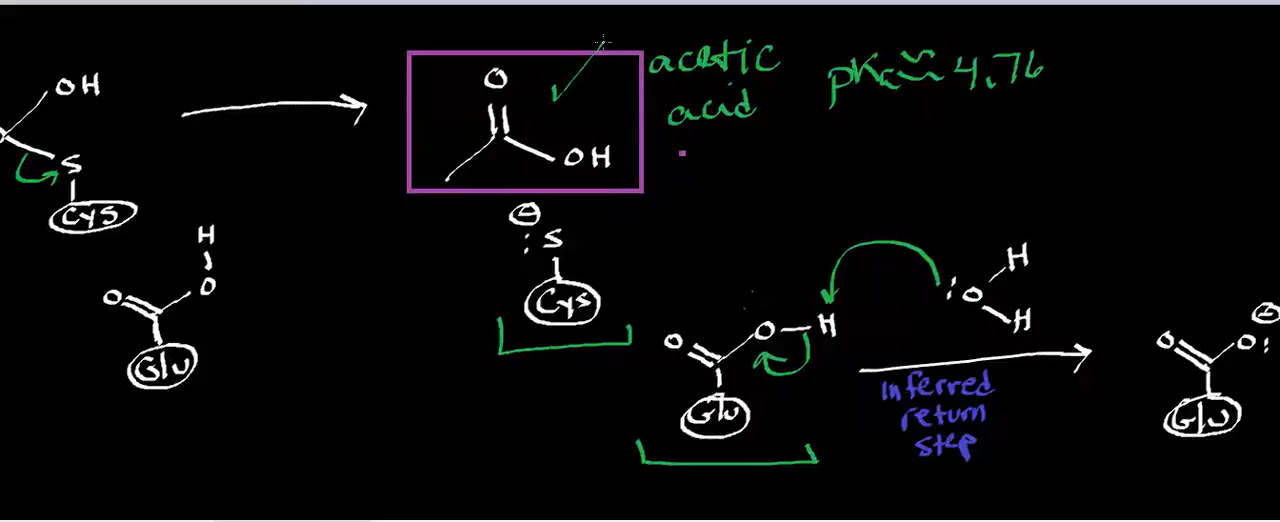 OH
S
Cys
H
O
O
Glu
O
OH
acetic
acid
pKa≈4.76
⊖
:S
Cys
O
O
H
Glu
:O
H
H
Inferred
return
step
O
O:
⊖
Glu